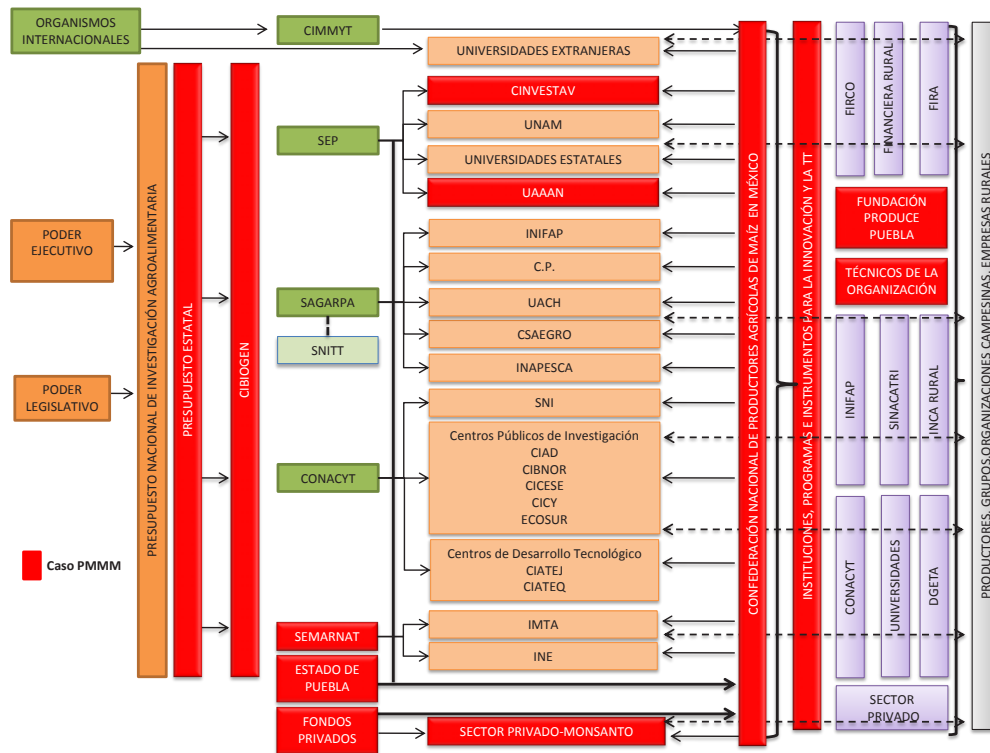 ORGANISMOS
INTERNACIONALES
PODER
EJECUTIVO
PODER
LEGISLATIVO
Caso PMMM
PRESUPUESTO NACIONAL DE INVESTIGACIÓN AGROALIMENTARIA
PRESUPUESTO ESTATAL
CIBIOGEN
CIMMYT
SEP
SAGARPA
SNITT
CONACYT
SEMARNAT
ESTADO DE
PUEBLA
FONDOS
PRIVADOS
UNIVERSIDADES EXTRANJERAS
CINVESTAV
UNAM
UNIVERSIDADES ESTATALES
UAAAN
INIFAP
C.P.
UACH
CSAEGRO
INAPESCA
SNI
Centros Públicos de Investigación
CIAD
CIBNOR
CICESE
CICY
ECOSUR
Centros de Desarrollo Tecnológico
CIATEJ
CIATEQ
IMTA
INE
SECTOR PRIVADO-MONSANTO
CONFEDERACIÓN NACIONAL DE PRODUCTORES AGRÍCOLAS DE MAÍZ EN MÉXICO
INSTITUCIONES, PROGRAMAS E INSTRUMENTOS PARA LA INNOVACIÓN Y LA TT
FIRCO
FINANCIERA RURAL
FIRA
FUNDACIÓN
PRODUCE
PUEBLA
TÉCNICOS DE LA
ORGANIZACIÓN
INIFAP
SINACATRI
INCA RURAL
CONACYT
UNIVERSIDADES
DGETA
SECTOR
PRIVADO
PRODUCTORES, GRUPOS,ORGANIZACIONES CAMPESINAS, EMPRESAS RURALES